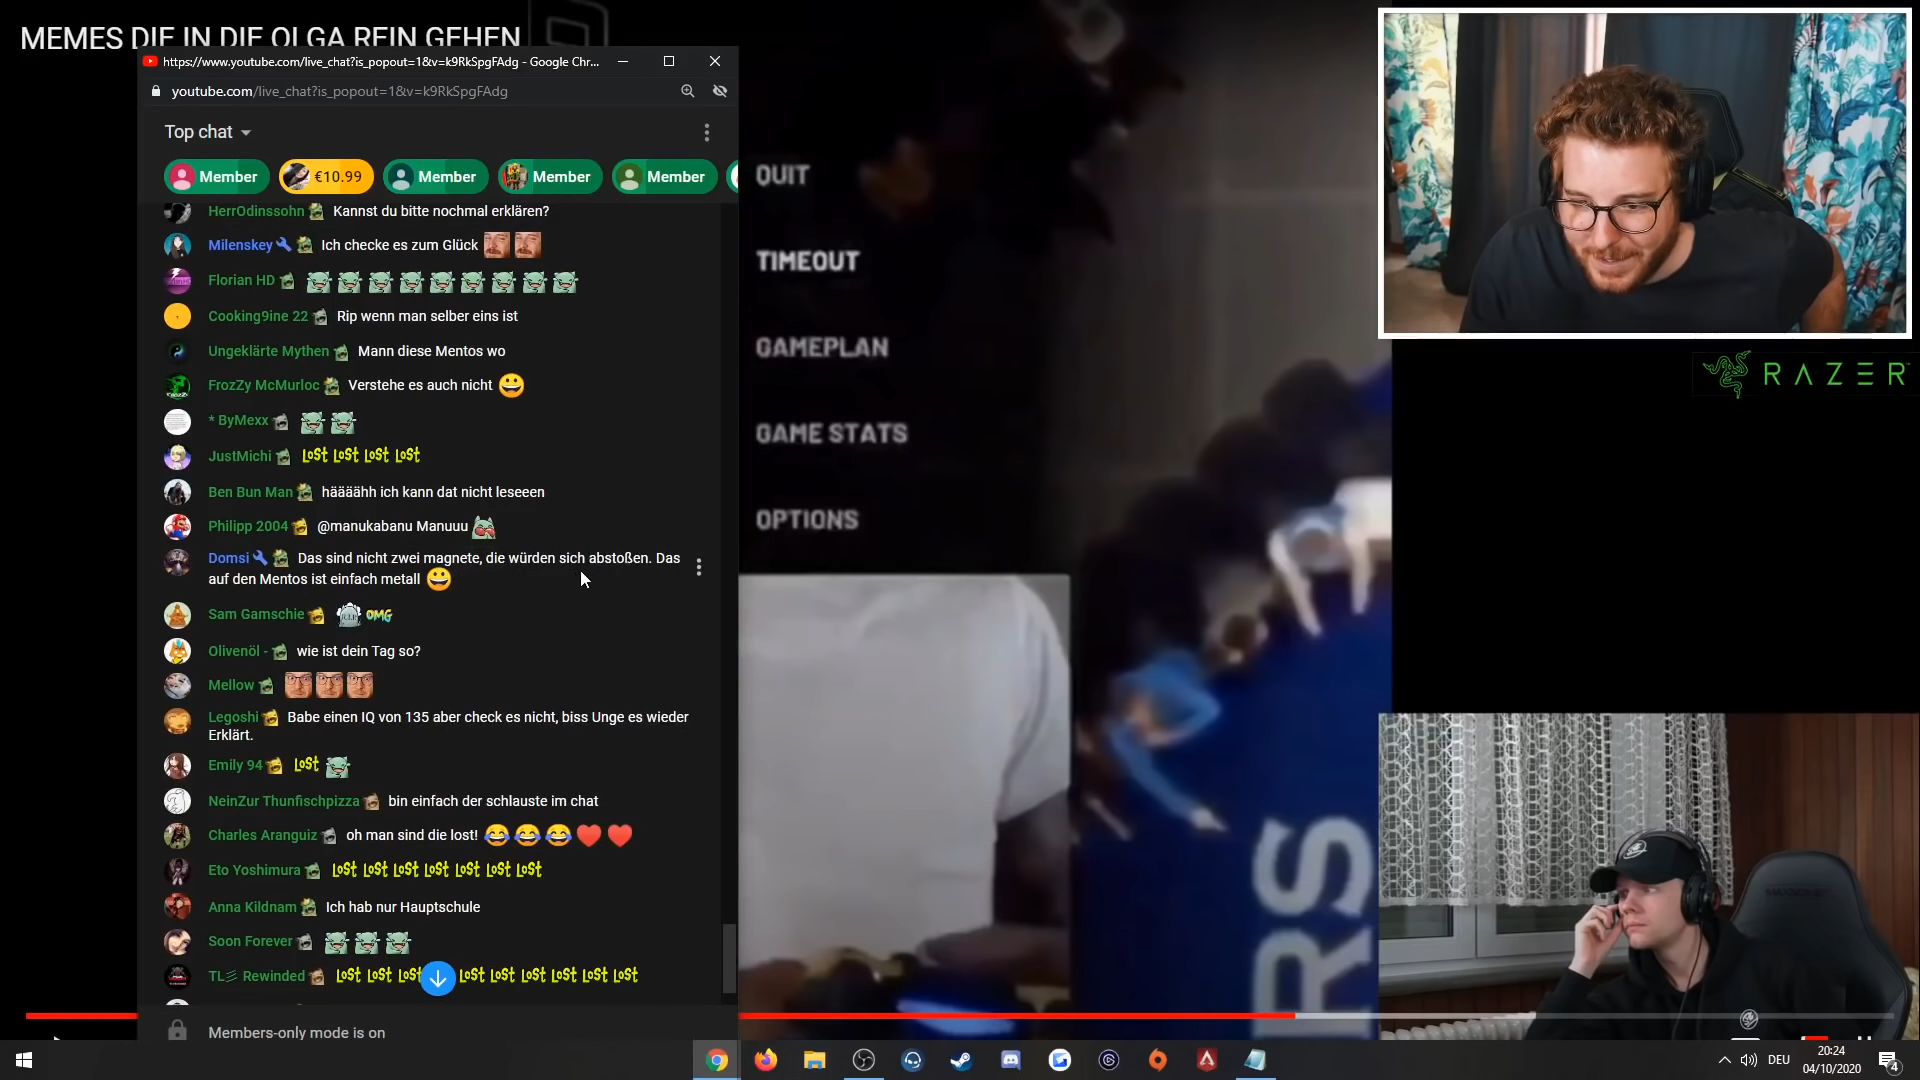 MEMES DIE IN DIE OLGA REIN GEHEN
https://www.youtube.com/live_chat?is_popout=1&v=k9RkSpgFAdg - Google Chr...
youtube.com/live_chat?is_popout=1&v=k9RkSpgFAdg
Top chat
Member €10.99 Member Member Member
HerrOdinssohn Kannst du bitte nochmal erklären?
Milenskey Ich checke es zum Glück
Florian HD
Cooking9ine 22 Rip wenn man selber eins ist
Ungeklärte Mythen Mann diese Mentos wo
FrozZy McMurloc Verstehe es auch nicht
* ByMexx
JustMichi LOST LOST LOST LOST
Ben Bun Man häääähh ich kann dat nicht leseeen
Philipp 2004 @manukabanu Manuuu
Domsi Das sind nicht zwei magnete, die würden sich abstoßen. Das
auf den Mentos ist einfach metall
Sam Gamschie R.I.P OMG
Olivenöl - wie ist dein Tag so?
Mellow
Legoshi Babe einen IQ von 135 aber check es nicht, biss Unge es wieder
Erklärt.
Emily 94 LOST
NeinZur Thunfischpizza bin einfach der schlauste im chat
Charles Aranguiz oh man sind die lost!
Eto Yoshimura LOST LOST LOST LOST LOST LOST LOST
Anna Kildnam Ich hab nur Hauptschule
Soon Forever
TL彡 Rewinded LOST LOST LOST LOST LOST LOST LOST LOST LOST
Members-only mode is on
QUIT
TIMEOUT
GAMEPLAN
GAME STATS
OPTIONS
RS
RAZER
DEU
20:24
04/10/2020
4